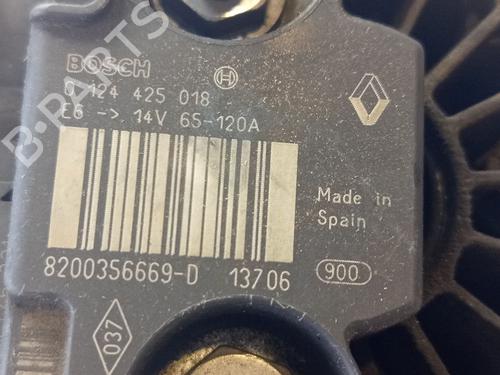 BOSCH
0 124 425 018
E6 -> 14V 65-120A
Made in
Spain
8200356669-D 13706
900
037
B-PARTS